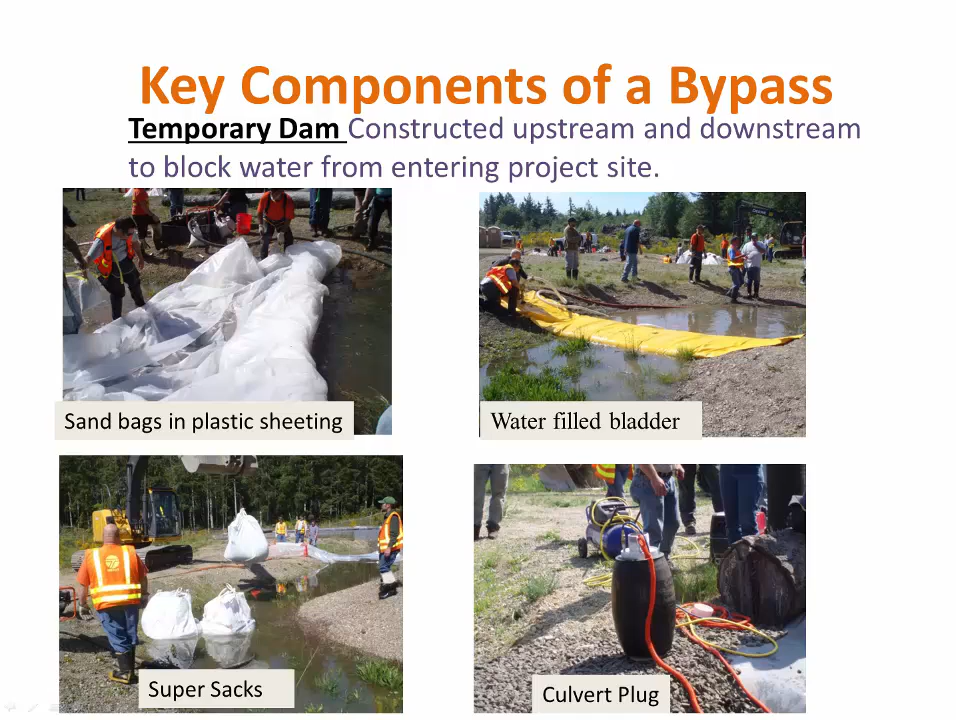 Key Components of a Bypass
Temporary Dam Constructed upstream and downstream
to block water from entering project site.
Sand bags in plastic sheeting
Water filled bladder
Super Sacks
Culvert Plug